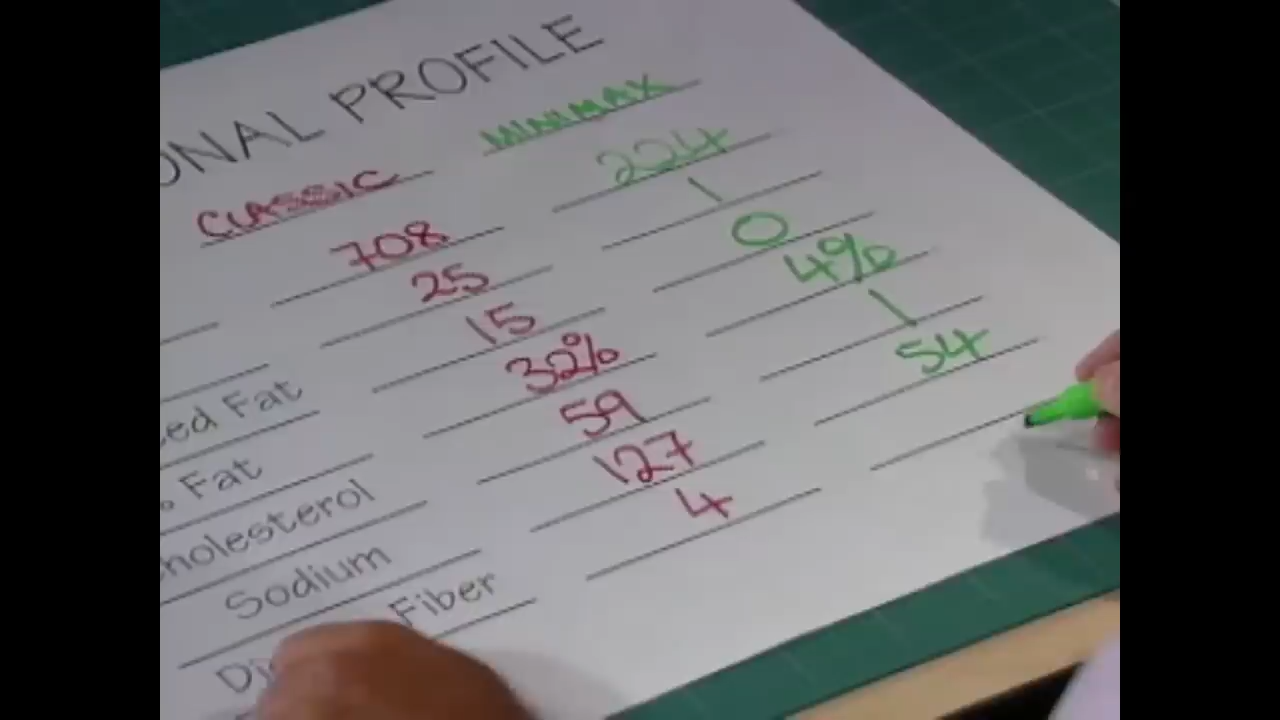 ONAL PROFILE
CLASSIC MINIMAX
708 224
25 1
ed Fat 15 0
Fat 32% 4%
holesterol 59 1
Sodium 127 54
Fiber 4